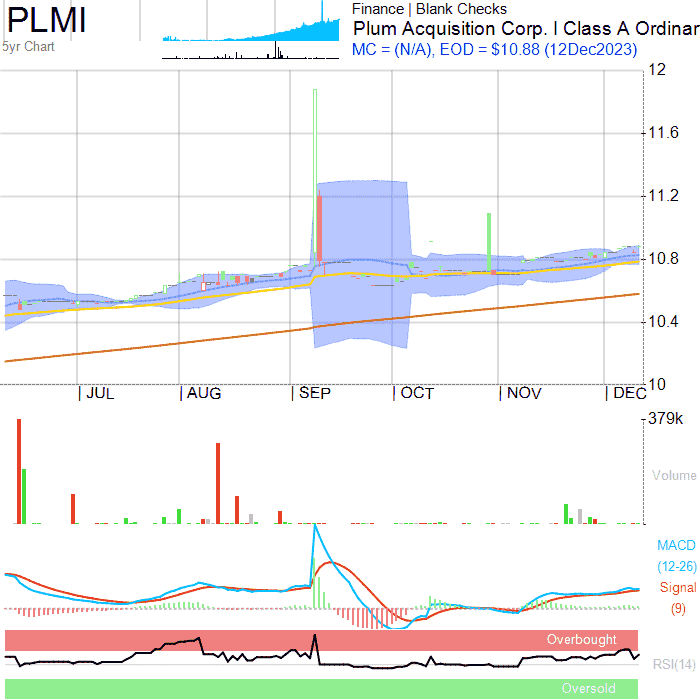 PLMI
5yr Chart
Finance | Blank Checks
Plum Acquisition Corp. I Class A Ordinar
MC = (N/A), EOD = $10.88 (12Dec2023)
12
11.6
11.2
10.8
10.4
10
| JUL | AUG | SEP | OCT | NOV | DEC
379k
Volume
MACD
(12-26)
Signal
(9)
Overbought
RSI(14)
Oversold